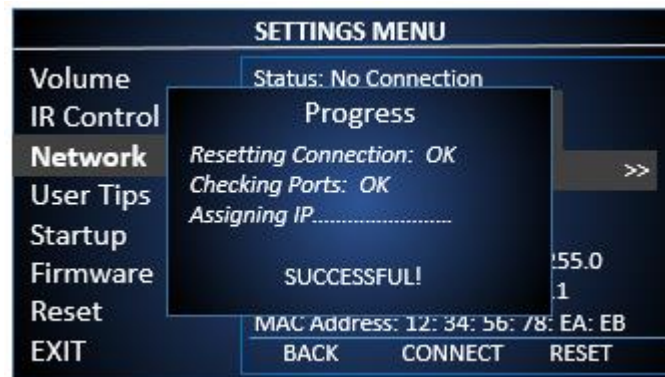 SETTINGS MENU
Volume
IR Control
Network
User Tips
Startup
Firmware
Reset
EXIT
Status: No Connection
Progress
Resetting Connection: OK
Checking Ports: OK
Assigning IP........................
SUCCESSFUL!
>>
255.0
.1
MAC Address: 12: 34: 56: 78: EA: EB
BACK CONNECT RESET